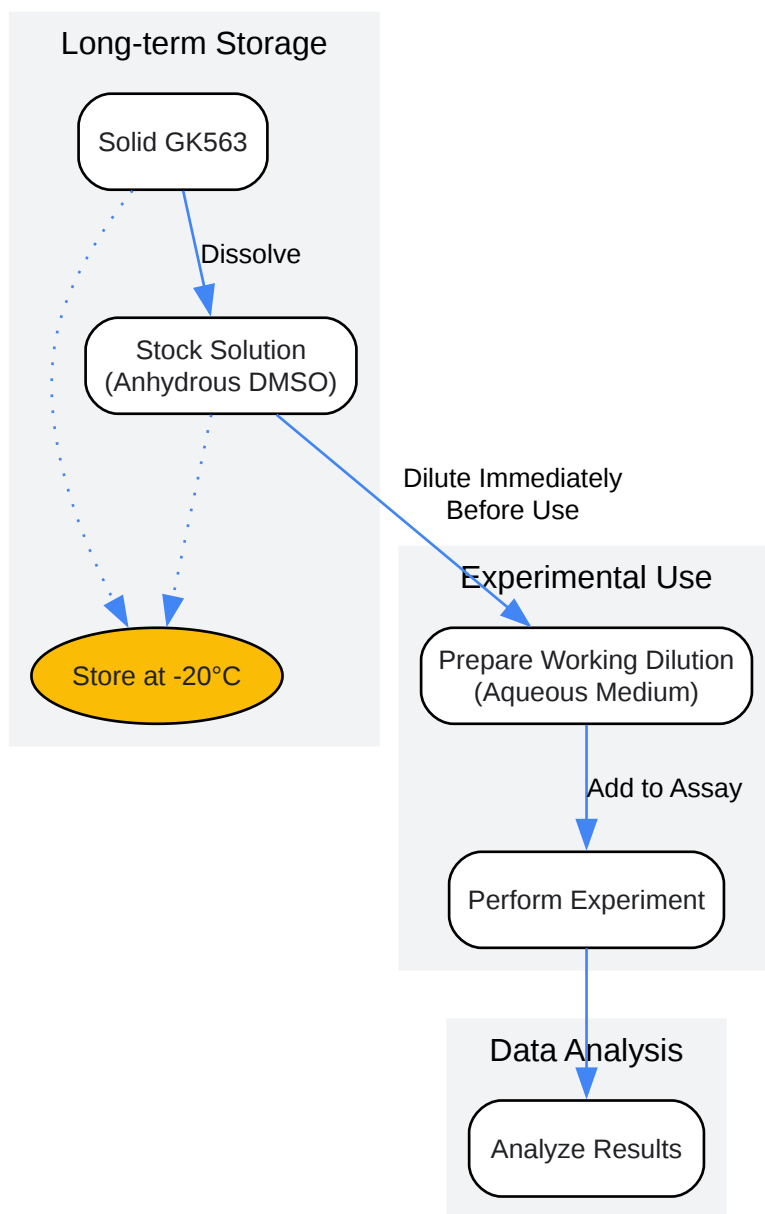 Long-term Storage
Solid GK563
Dissolve
Stock Solution
(Anhydrous DMSO)
Dilute Immediately
Before Use
Experimental Use
Store at -20°C
Prepare Working Dilution
(Aqueous Medium)
Add to Assay
Perform Experiment
Data Analysis
Analyze Results